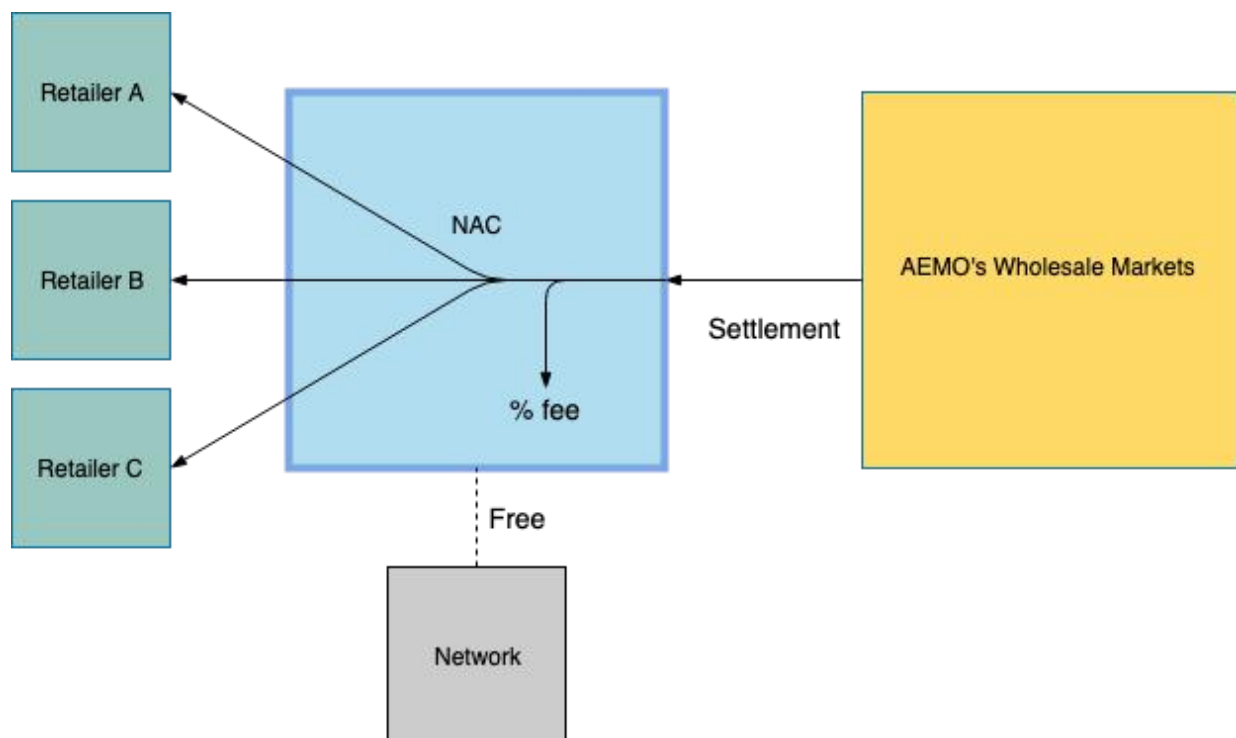 Retailer A
NAC
Retailer B
AEMO's Wholesale Markets
Settlement
% fee
Retailer C
Free
Network